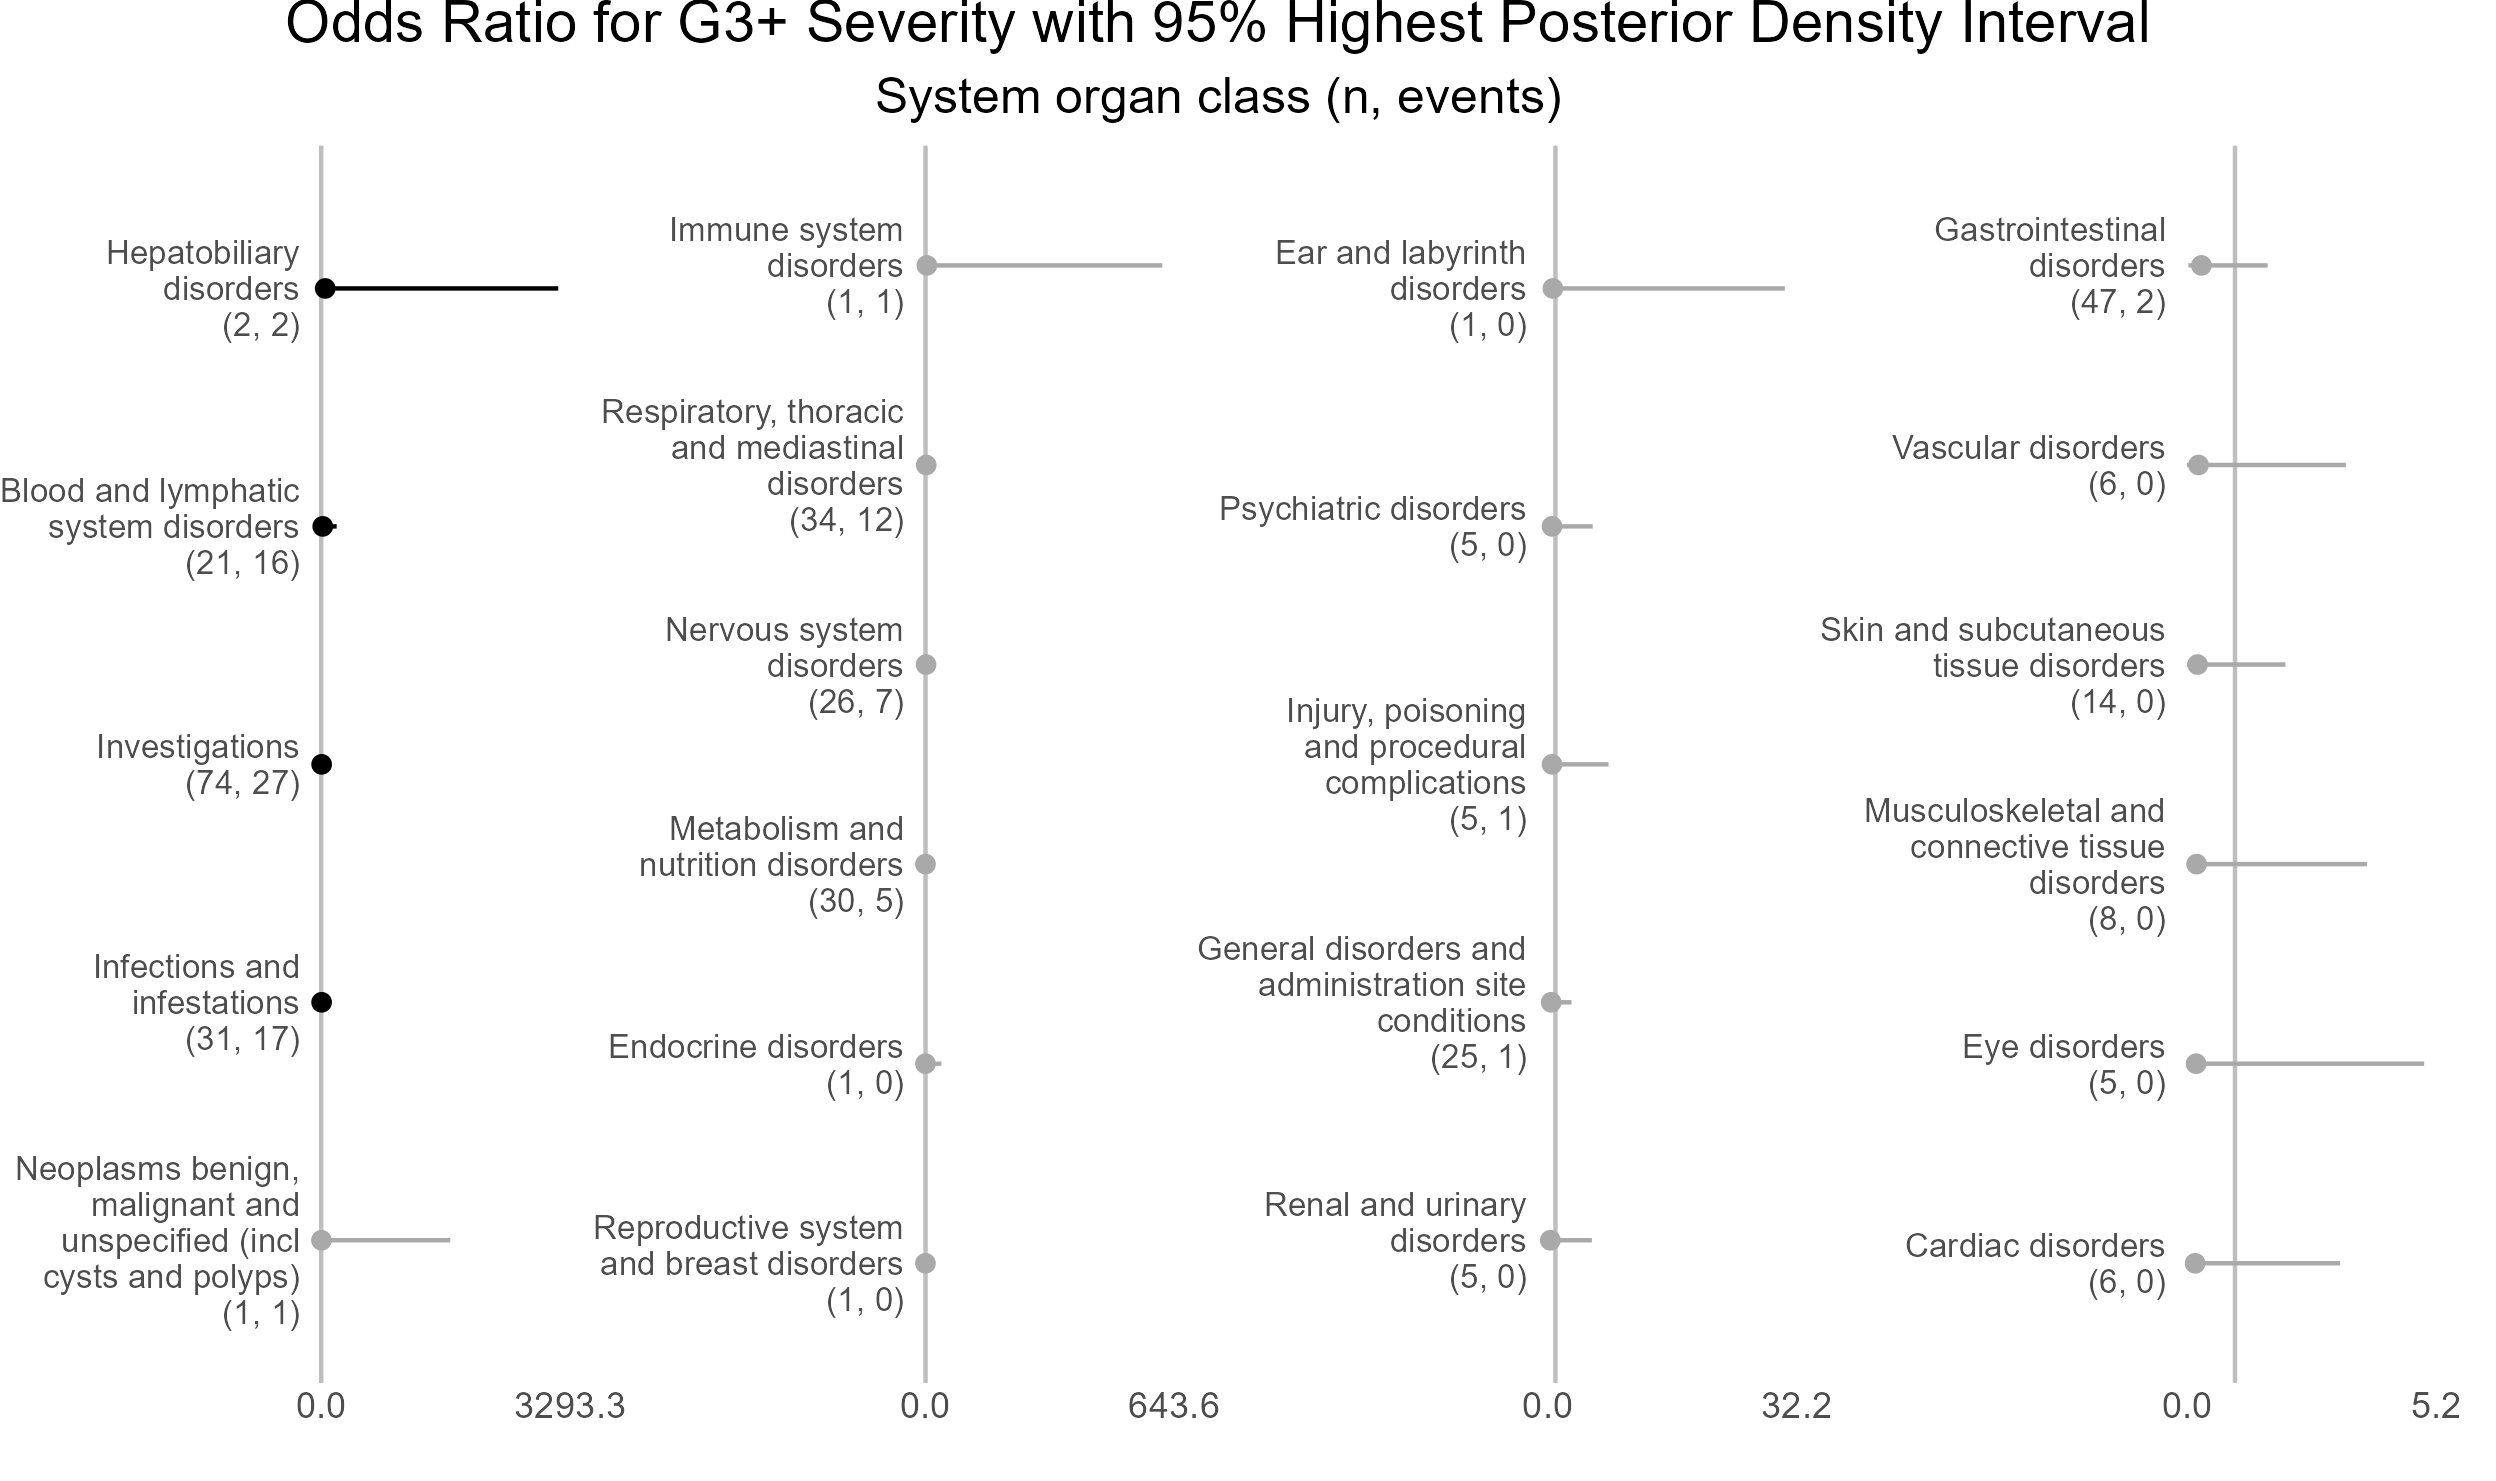 Odds Ratio for G3+ Severity with 95% Highest Posterior Density Interval
System organ class (n, events)
Hepatobiliary
disorders
(2, 2)
Blood and lymphatic
system disorders
(21, 16)
Investigations
(74, 27)
Infections and
infestations
(31, 17)
Neoplasms benign,
malignant and
unspecified (incl
cysts and polyps)
(1, 1)
0.0
3293.3
Immune system
disorders
(1, 1)
Respiratory, thoracic
and mediastinal
disorders
(34, 12)
Nervous system
disorders
(26, 7)
Metabolism and
nutrition disorders
(30, 5)
Endocrine disorders
(1, 0)
Reproductive system
and breast disorders
(1, 0)
0.0
643.6
Ear and labyrinth
disorders
(1, 0)
Psychiatric disorders
(5, 0)
Injury, poisoning
and procedural
complications
(5, 1)
General disorders and
administration site
conditions
(25, 1)
Renal and urinary
disorders
(5, 0)
0.0
32.2
Gastrointestinal
disorders
(47, 2)
Vascular disorders
(6, 0)
Skin and subcutaneous
tissue disorders
(14, 0)
Musculoskeletal and
connective tissue
disorders
(8, 0)
Eye disorders
(5, 0)
Cardiac disorders
(6, 0)
0.0
5.2